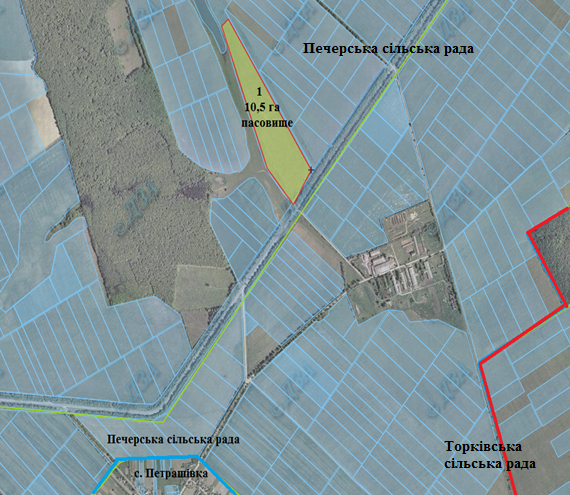 Печерська сільська рада
1
10,5 га
пасовище
Печерська сільська рада
с. Петрашівка
Торківська
сільська рада